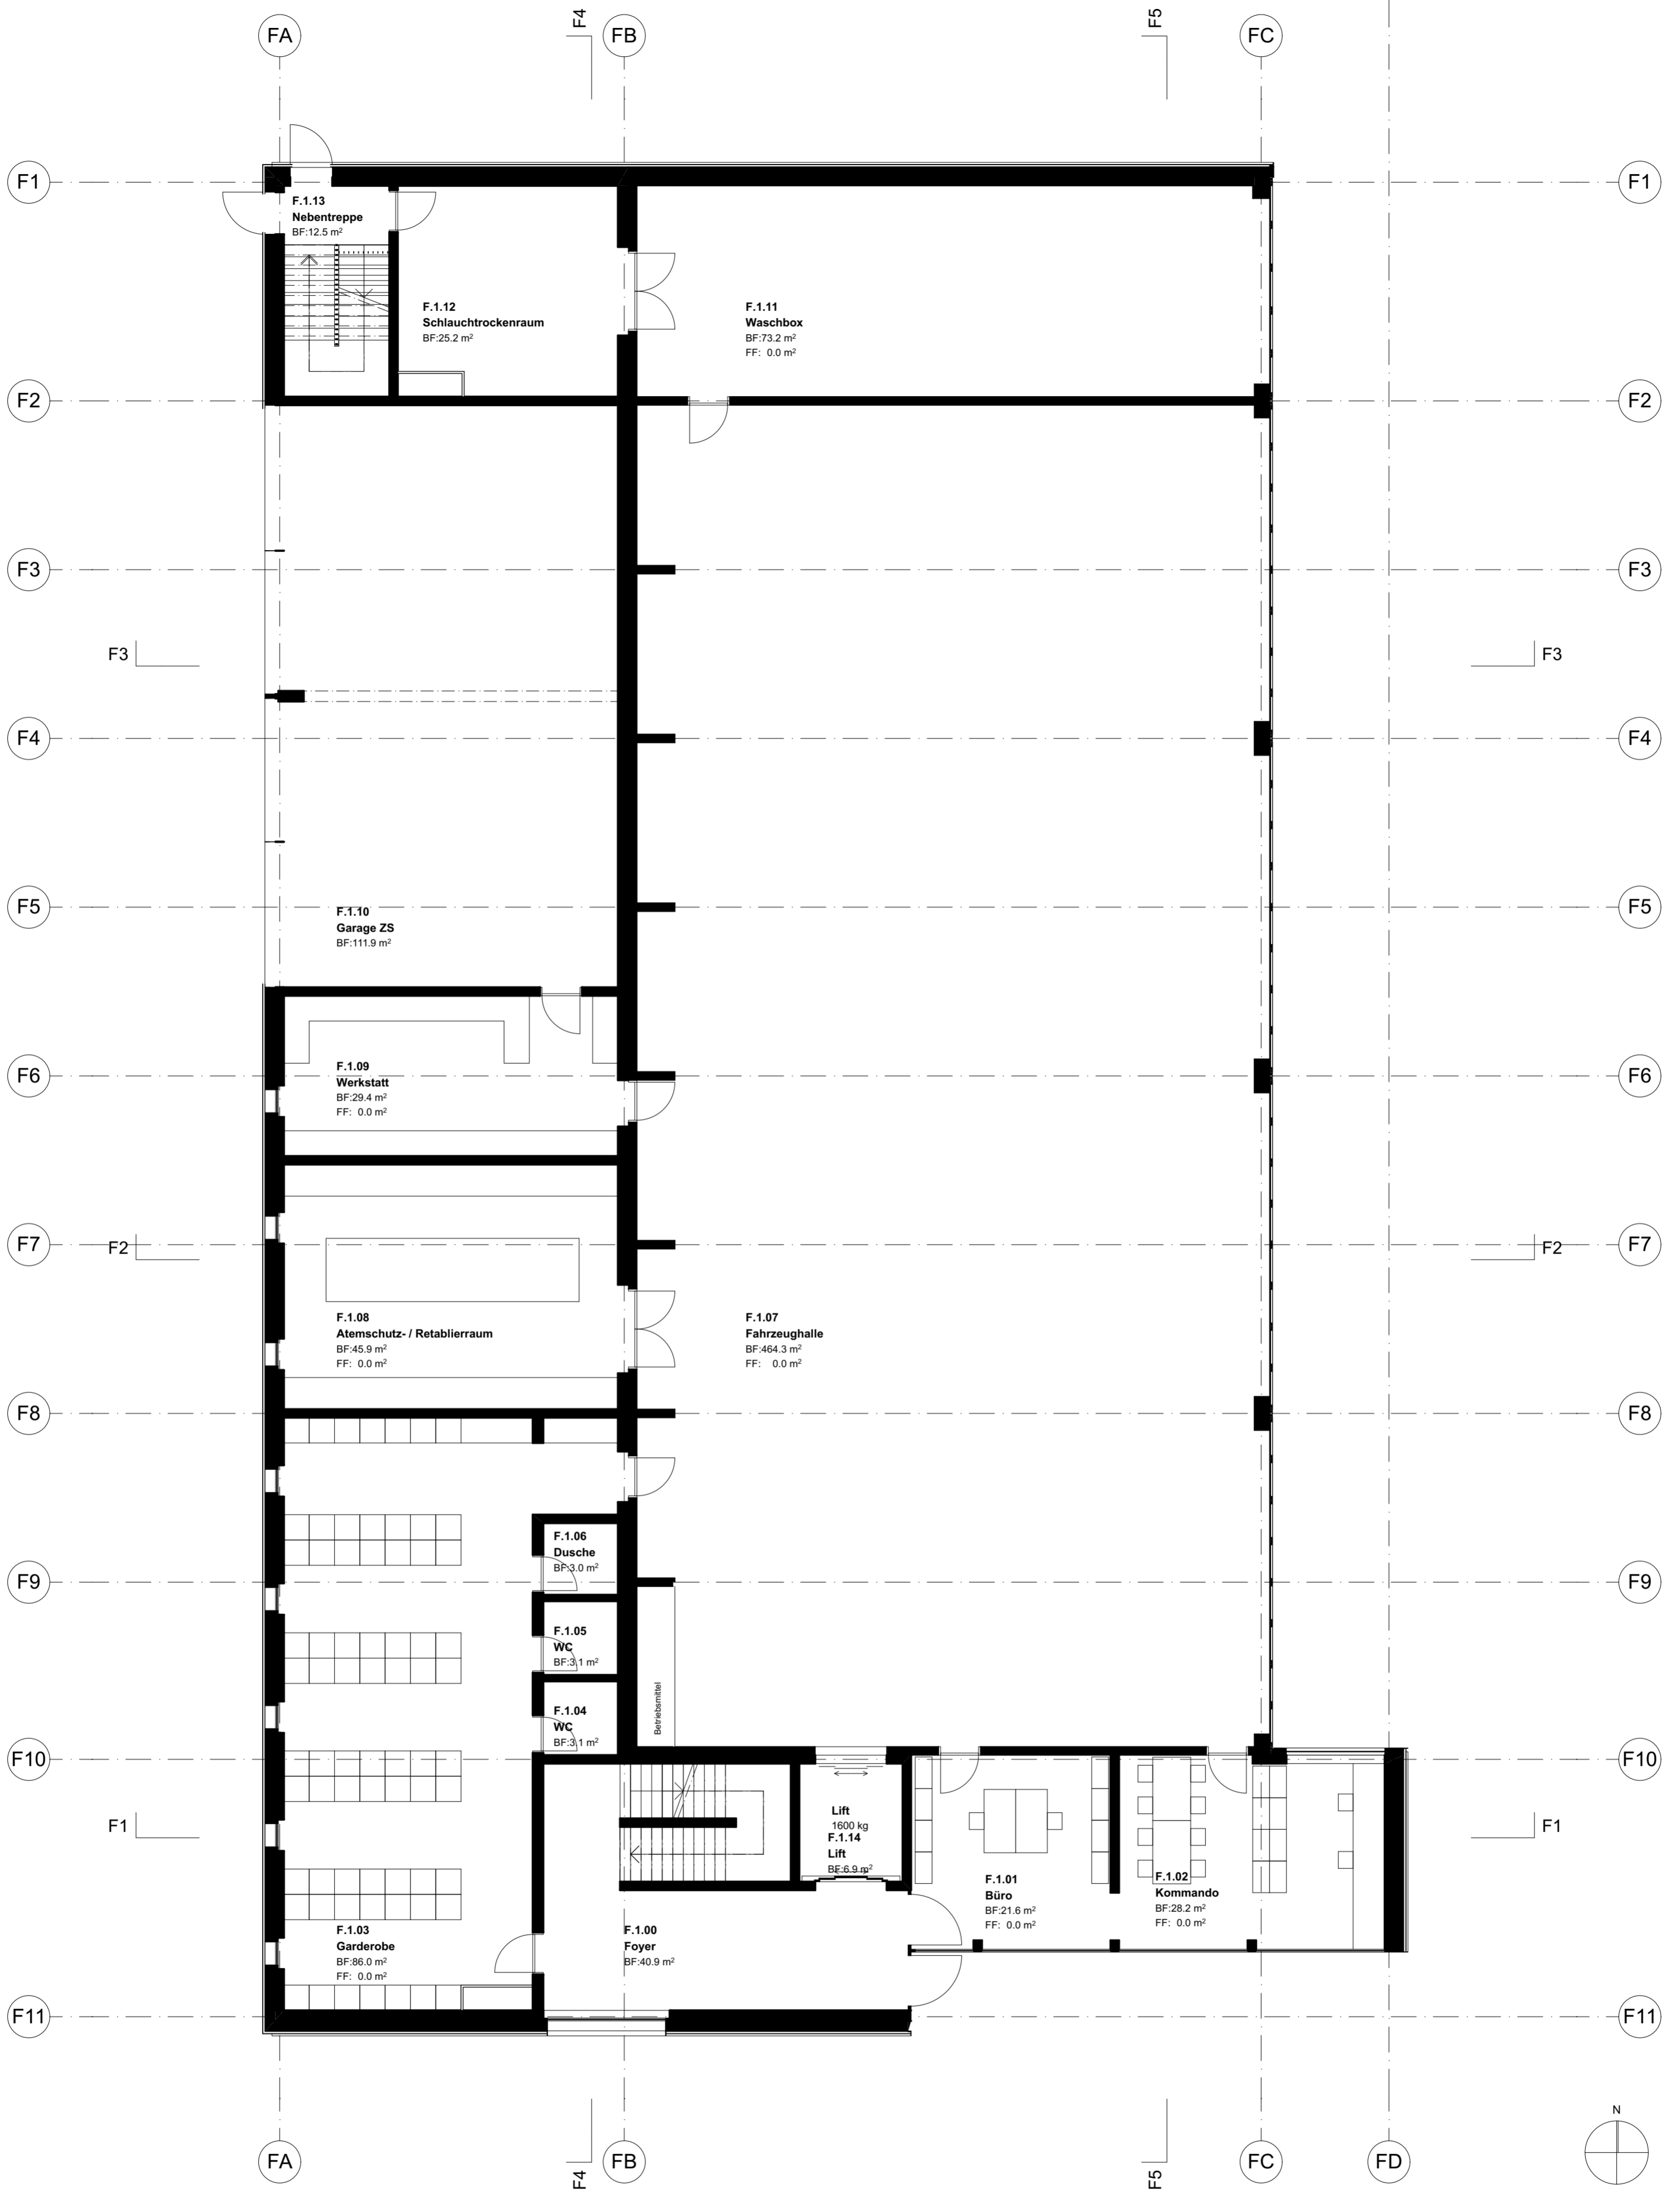 F4
F5
FA
FB
FC
F1
F1
F.1.13
Nebentreppe
BF:12.5 m²
F.1.12
Schlauchtrockenraum
BF:25.2 m²
F.1.11
Waschbox
BF:73.2 m²
FF: 0.0 m²
F2
F2
F3
F3
F3
F3
F4
F4
F5
F5
F.1.10
Garage ZS
BF:111.9 m²
F.1.09
Werkstatt
BF:29.4 m²
FF: 0.0 m²
F6
F6
F7
F2
F2
F7
F.1.08
Atemschutz- / Retablierraum
BF:45.9 m²
FF: 0.0 m²
F.1.07
Fahrzeughalle
BF:464.3 m²
FF: 0.0 m²
F8
F8
F.1.06
Dusche
BF:3.0 m²
F9
F9
F.1.05
WC
BF:3.1 m²
Betriebsmittel
F.1.04
WC
BF:3.1 m²
F10
F10
F1
F1
Lift
1600 kg
F.1.14
Lift
BF:6.9 m²
F.1.01
Büro
BF:21.6 m²
FF: 0.0 m²
F.1.02
Kommando
BF:28.2 m²
FF: 0.0 m²
F.1.03
Garderobe
BF:86.0 m²
FF: 0.0 m²
F.1.00
Foyer
BF:40.9 m²
F11
F11
N
FA
F4
FB
F5
FC
FD